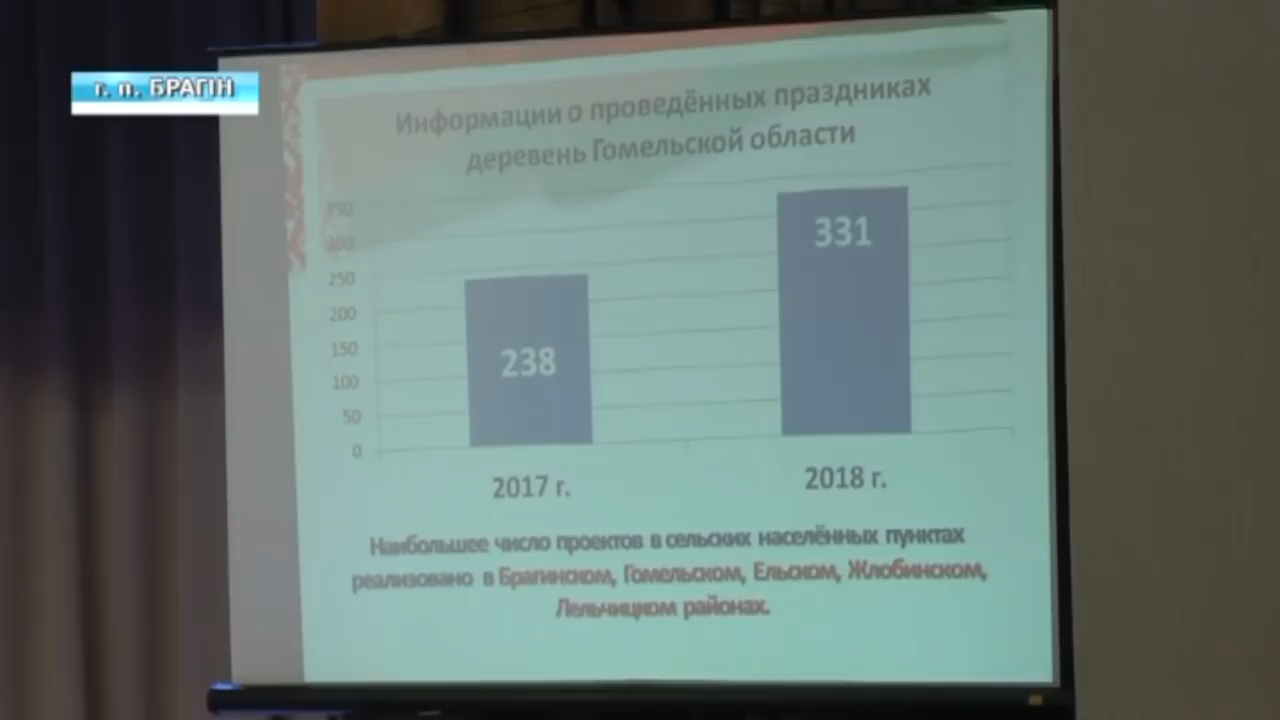 г. п. БРАГІН
Информации о проведённых праздниках
деревень Гомельской области
350
300
250
200
150
100
50
0
238
331
2017 г.
2018 г.
Наибольшее число проектов в сельских населённых пунктах
реализовано в Брагинском, Гомельском, Ельском, Жлобинском,
Лельчицком районах.